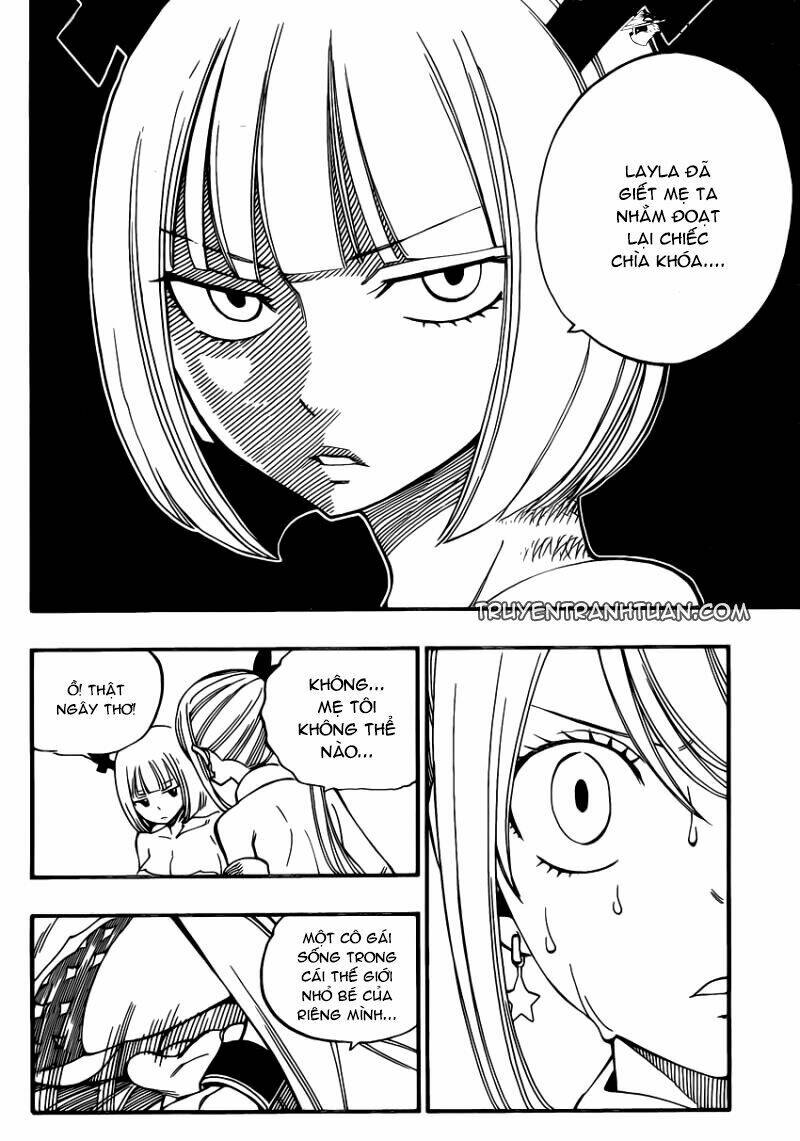 LAYLA ĐÃ
GIẾT MẸ TA
NHẰM ĐOẠT
LẠI CHIẾC
CHÌA KHÓA....
TRUYENTRANHTUAN.COM
Ồ! THẬT
NGÂY THƠ!
KHÔNG...
MẸ TÔI
KHÔNG THỂ
NÀO...
MỘT CÔ GÁI
SỐNG TRONG
CÁI THẾ GIỚI
NHỎ BÉ CỦA
RIÊNG MÌNH...